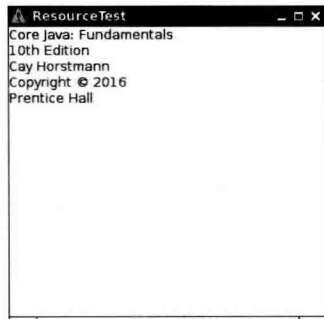 ResourceTest
Core Java: Fundamentals
10th Edition
Cay Horstmann
Copyright © 2016
Prentice Hall